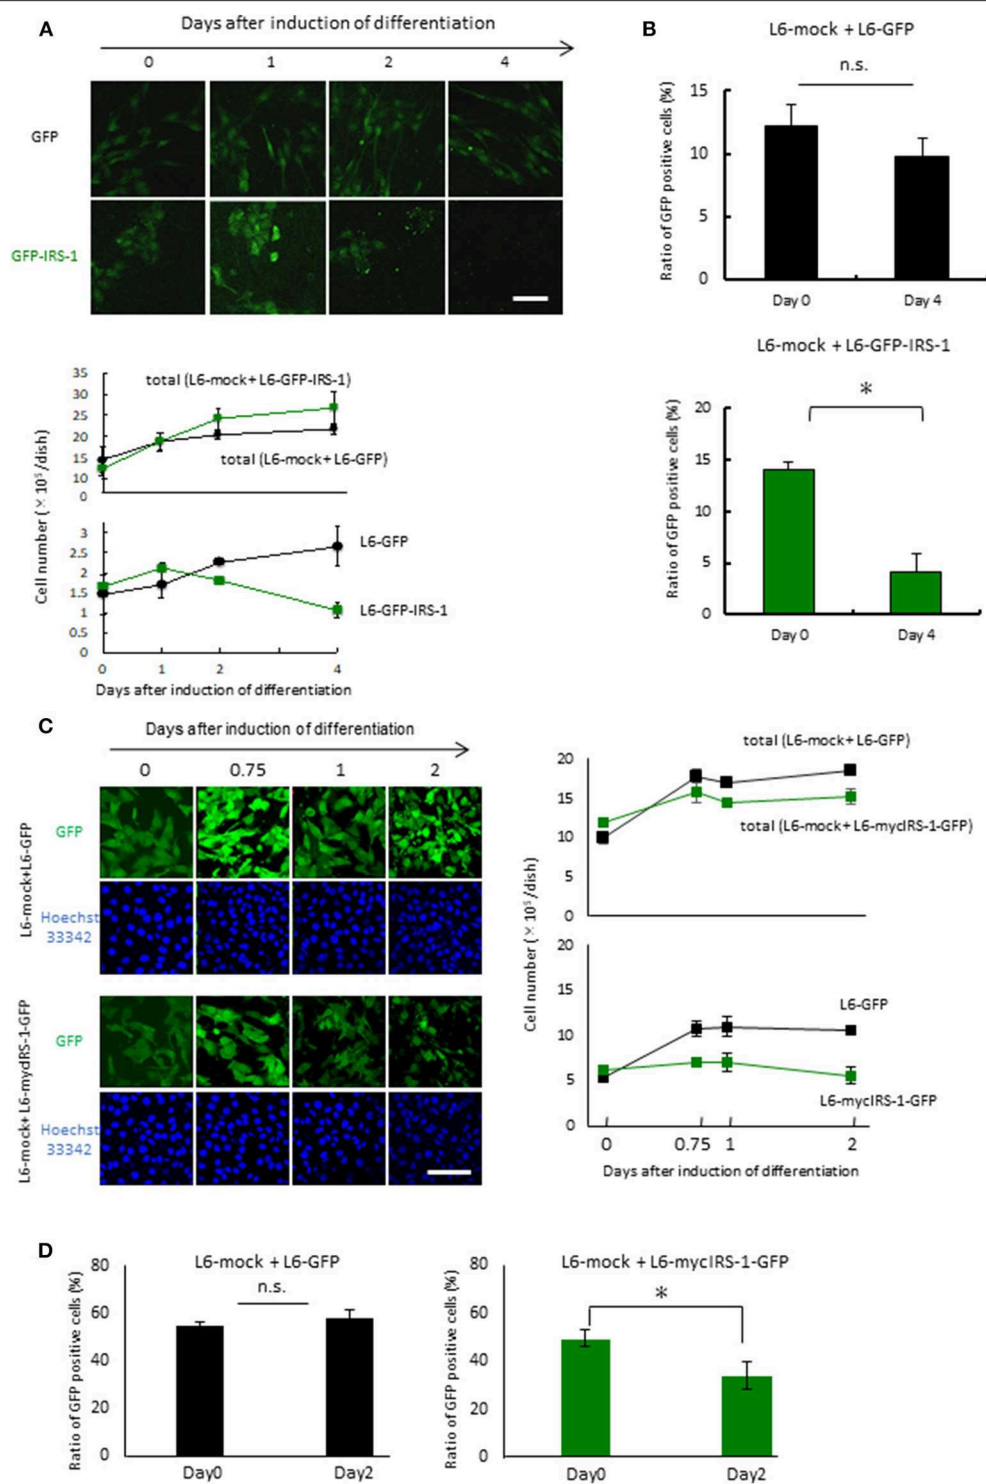 A
Days after induction of differentiation
0 1 2 4
GFP
GFP-IRS-1
35
30
25
20
15
10
0
total (L6-mock+ L6-GFP-IRS-1)
total (L6-mock+ L6-GFP)
Cell number (×10⁵/dish)
3
2.5
2
1.5
1
0.5
0
L6-GFP
L6-GFP-IRS-1
0 1 2 4
Days after induction of differentiation
B
L6-mock + L6-GFP
n.s.
Ratio of GFP positive cells (%)
15
10
5
0
Day 0 Day 4
L6-mock + L6-GFP-IRS-1
*
Ratio of GFP positive cells (%)
20
15
10
5
0
Day 0 Day 4
C
Days after induction of differentiation
0 0.75 1 2
L6-mock+L6-GFP
GFP
Hoechst
33342
L6-mock+ L6-mydRS-1-GFP
GFP
Hoechst
33342
total (L6-mock+ L6-GFP)
20
15
10
5
0
total (L6-mock+ L6-mycIRS-1-GFP)
Cell number (×10⁵/dish)
20
15
10
5
0
L6-GFP
L6-mycIRS-1-GFP
0 0.75 1 2
Days after induction of differentiation
D
L6-mock + L6-GFP
n.s.
Ratio of GFP positive cells (%)
80
60
40
20
0
Day0 Day2
L6-mock + L6-mycIRS-1-GFP
*
Ratio of GFP positive cells (%)
80
60
40
20
0
Day0 Day2